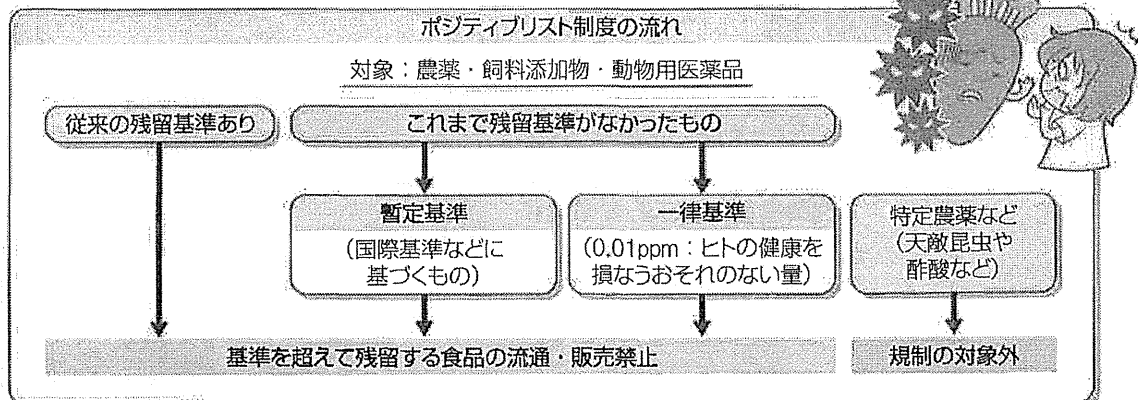 ポジティブリスト制度の流れ
対象：農薬・飼料添加物・動物用医薬品
従来の残留基準あり
これまで残留基準がなかったもの
暫定基準
（国際基準などに
基づくもの）
一律基準
（0.01ppm：ヒトの健康を
損なうおそれのない量）
特定農薬など
（天敵昆虫や
酢酸など）
基準を超えて残留する食品の流通・販売禁止
規制の対象外